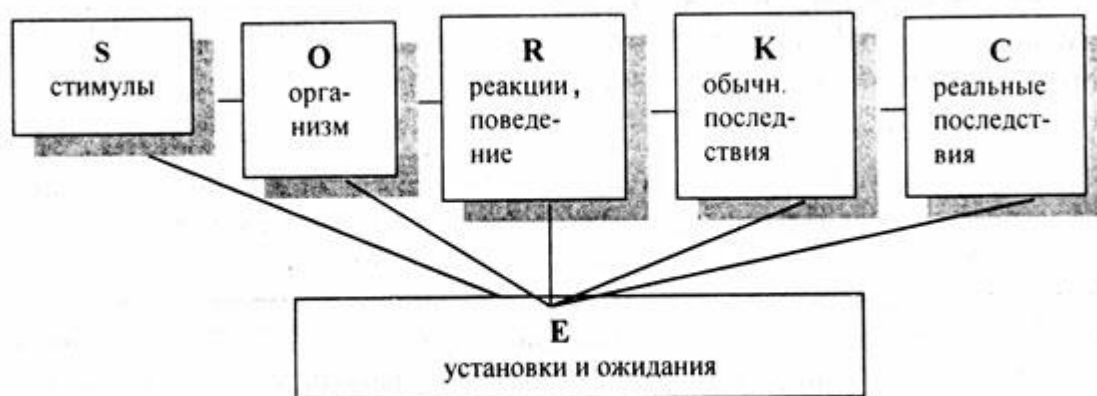 S
стимулы
O
орга-
низм
R
реакции,
поведе-
ние
K
обычн.
послед-
ствия
C
реальные
последст-
вия
E
установки и ожидания